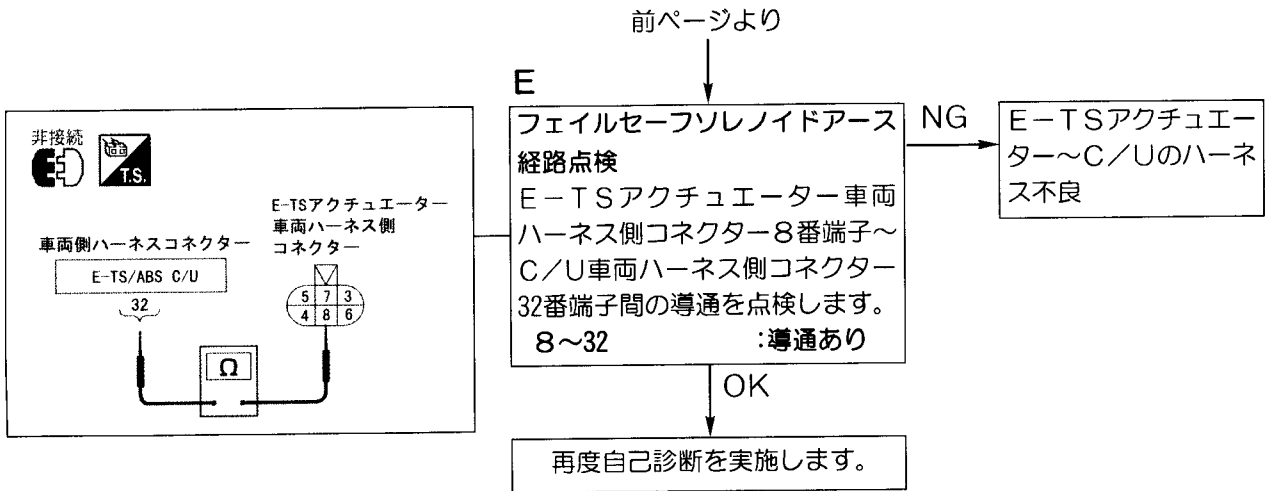 前ページより
E
フェイルセーフソレノイドアース
経路点検
E－TSアクチュエーター車両
ハーネス側コネクター8番端子～
C／U車両ハーネス側コネクター
32番端子間の導通を点検します。
8～32 :導通あり
NG
E－TSアクチュエー
ター～C／Uのハーネ
ス不良
非接続
T.S.
E-TSアクチュエーター
車両ハーネス側
コネクター
車両側ハーネスコネクター
E-TS/ABS C/U
32
5 7 3
4 8 6
Ω
OK
再度自己診断を実施します。